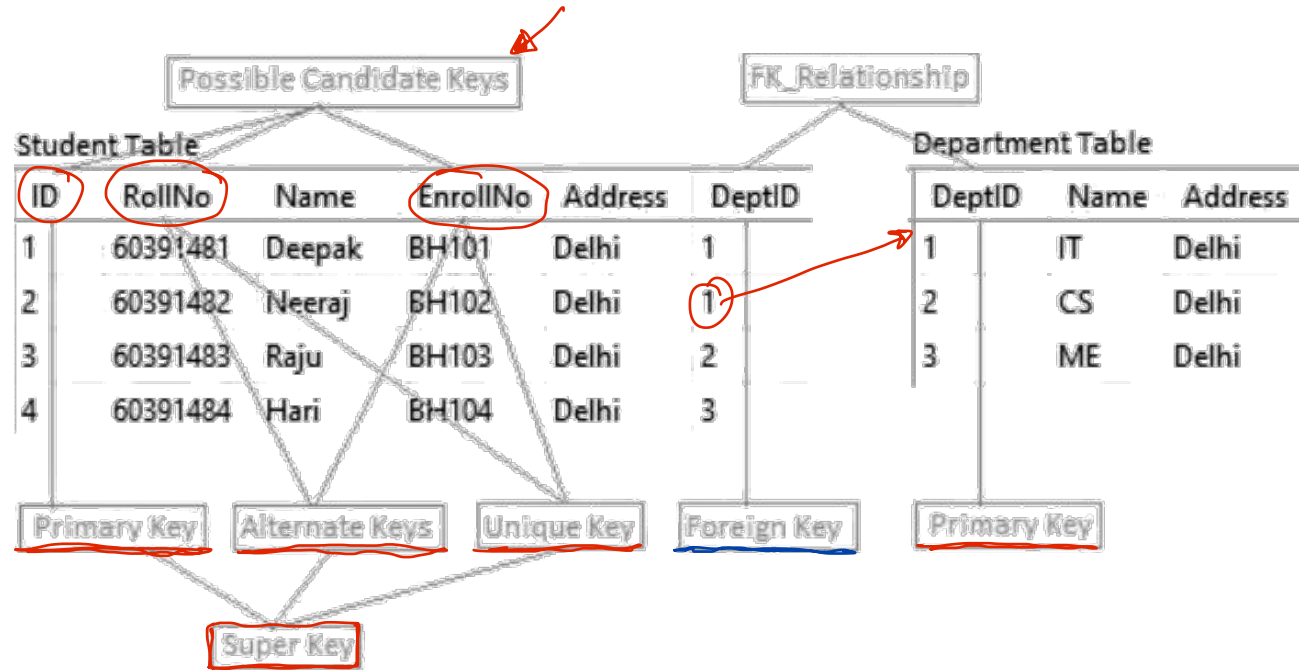 Possible Candidate Keys FK_Relationship
Student Table Department Table
ID RollNo Name EnrollNo Address DeptID DeptID Name Address
1 60391481 Deepak BH101 Delhi 1 1 IT Delhi
2 60391482 Neeraj BH102 Delhi 1 2 CS Delhi
3 60391483 Raju BH103 Delhi 2 3 ME Delhi
4 60391484 Hari BH104 Delhi 3
Primary Key Alternate Keys Unique Key Foreign Key Primary Key
Super Key